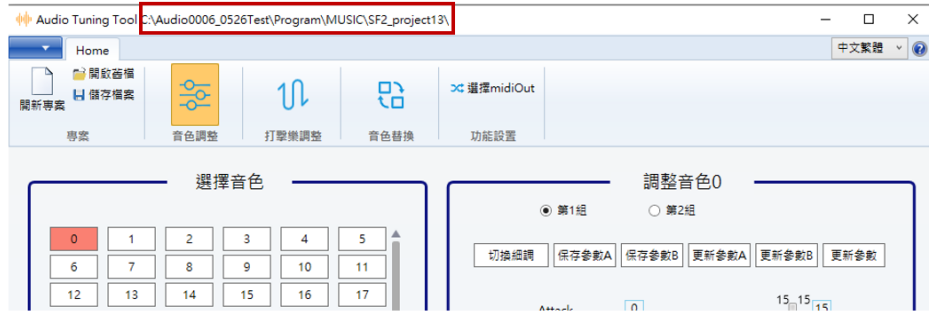 Audio Tuning Tool C:\Audio0006_0526Test\Program\MUSIC\SF2_project13\
Home
中文繁體
開新專案
開啟舊檔
儲存檔案
選擇midiOut
專案
音色調整
打擊樂調整
音色替換
功能設置
選擇音色
調整音色0
第1組
第2組
0 1 2 3 4 5
切換細調 保存參數A 保存參數B 更新參數A 更新參數B 更新參數
6 7 8 9 10 11
12 13 14 15 16 17
Attack 0 15 15 15